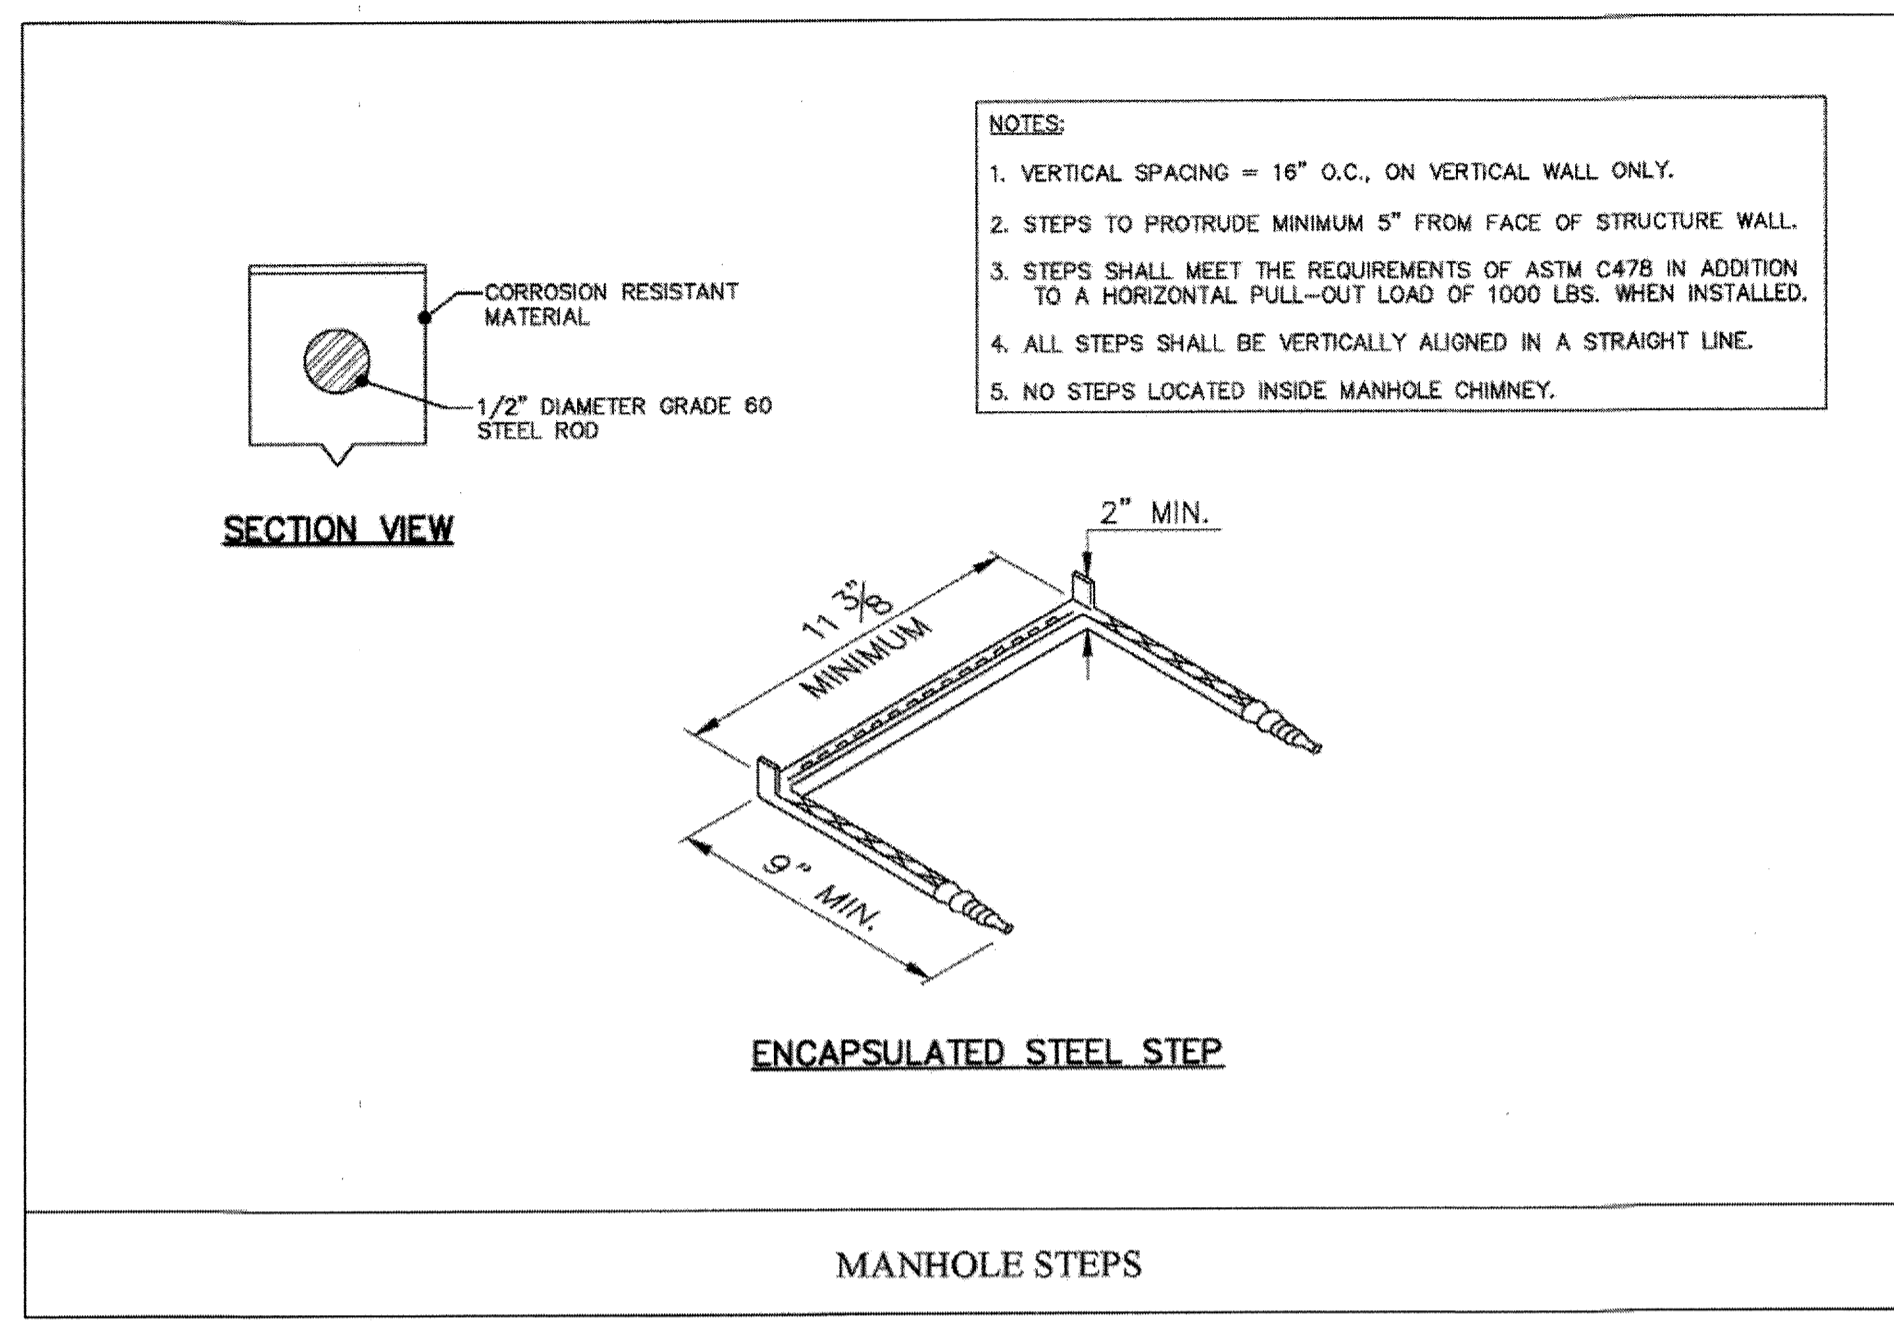 NOTES:
1. VERTICAL SPACING = 16" O.C., ON VERTICAL WALL ONLY.
2. STEPS TO PROTRUDE MINIMUM 5" FROM FACE OF STRUCTURE WALL.
3. STEPS SHALL MEET THE REQUIREMENTS OF ASTM C478 IN ADDITION
TO A HORIZONTAL PULL-OUT LOAD OF 1000 LBS. WHEN INSTALLED.
4. ALL STEPS SHALL BE VERTICALLY ALIGNED IN A STRAIGHT LINE.
5. NO STEPS LOCATED INSIDE MANHOLE CHIMNEY.
CORROSION RESISTANT
MATERIAL
1/2" DIAMETER GRADE 60
STEEL ROD
SECTION VIEW
2" MIN.
11 3/8"
MINIMUM
9" MIN.
ENCAPSULATED STEEL STEP
MANHOLE STEPS